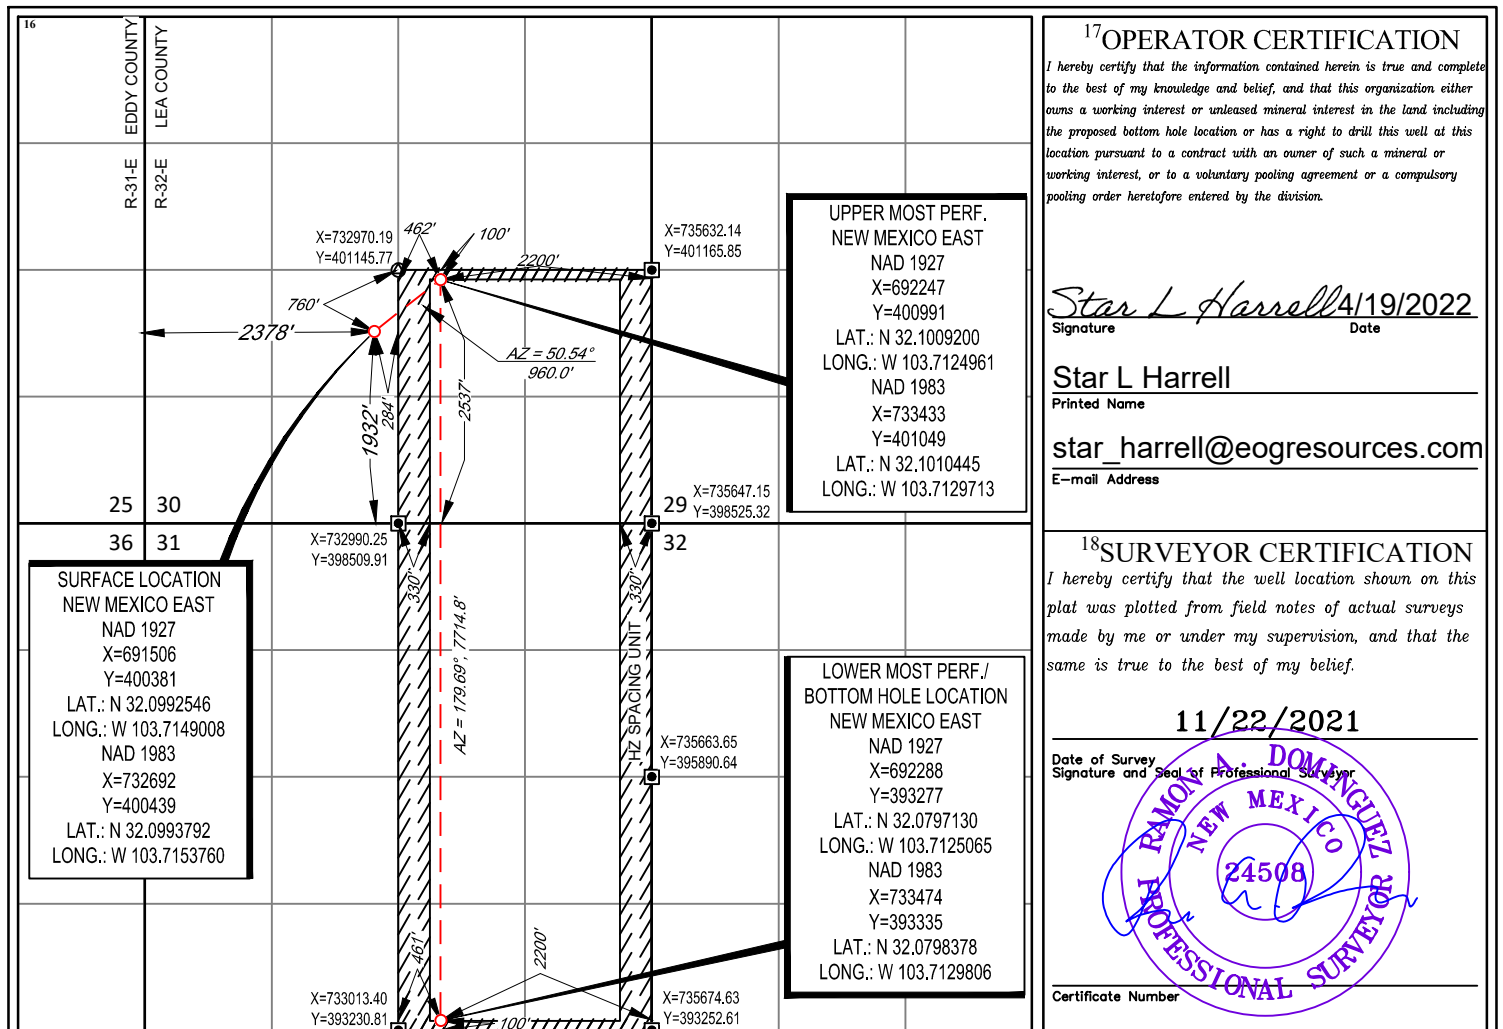 16
EDDY COUNTY
LEA COUNTY
R-31-E
R-32-E
X=732970.19
Y=401145.77
462'
100'
2200'
X=735632.14
Y=401165.85
760'
2378'
AZ = 50.54°
960.0'
2537'
284'
1932'
25
30
29
X=735647.15
Y=398525.32
36
31
32
X=732990.25
Y=398509.91
330'
330'
AZ = 179.69°, 7714.8'
HZ SPACING UNIT
X=735663.65
Y=395890.64
461'
2200'
X=733013.40
Y=393230.81
100'
X=735674.63
Y=393252.61
SURFACE LOCATION
NEW MEXICO EAST
NAD 1927
X=691506
Y=400381
LAT.: N 32.0992546
LONG.: W 103.7149008
NAD 1983
X=732692
Y=400439
LAT.: N 32.0993792
LONG.: W 103.7153760
UPPER MOST PERF.
NEW MEXICO EAST
NAD 1927
X=692247
Y=400991
LAT.: N 32.1009200
LONG.: W 103.7124961
NAD 1983
X=733433
Y=401049
LAT.: N 32.1010445
LONG.: W 103.7129713
LOWER MOST PERF./
BOTTOM HOLE LOCATION
NEW MEXICO EAST
NAD 1927
X=692288
Y=393277
LAT.: N 32.0797130
LONG.: W 103.7125065
NAD 1983
X=733474
Y=393335
LAT.: N 32.0798378
LONG.: W 103.7129806
17OPERATOR CERTIFICATION
I hereby certify that the information contained herein is true and complete
to the best of my knowledge and belief, and that this organization either
owns a working interest or unleased mineral interest in the land including
the proposed bottom hole location or has a right to drill this well at this
location pursuant to a contract with an owner of such a mineral or
working interest, or to a voluntary pooling agreement or a compulsory
pooling order heretofore entered by the division.
Star L Harrell 4/19/2022
Signature Date
Star L Harrell
Printed Name
star_harrell@eogresources.com
E-mail Address
18SURVEYOR CERTIFICATION
I hereby certify that the well location shown on this
plat was plotted from field notes of actual surveys
made by me or under my supervision, and that the
same is true to the best of my belief.
11/22/2021
Date of Survey
Signature and Seal of Professional Surveyor
RAMON A. DOMINGUEZ
NEW MEXICO
24508
PROFESSIONAL SURVEYOR
Certificate Number